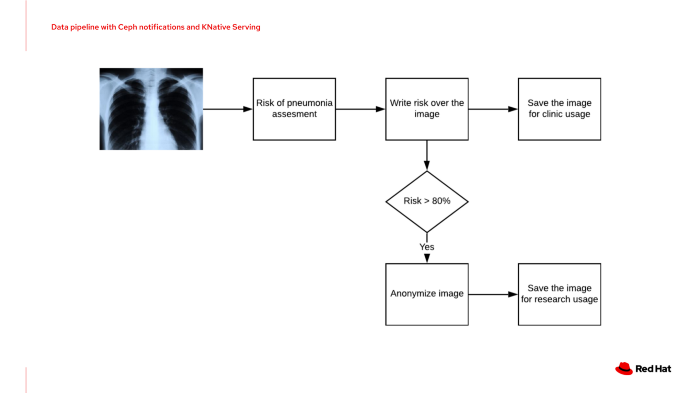 Data pipeline with Ceph notifications and KNative Serving
Risk of pneumonia
assesment
Write risk over the
image
Save the image
for clinic usage
Risk > 80%
Yes
Anonymize image
Save the image
for research usage
Red Hat